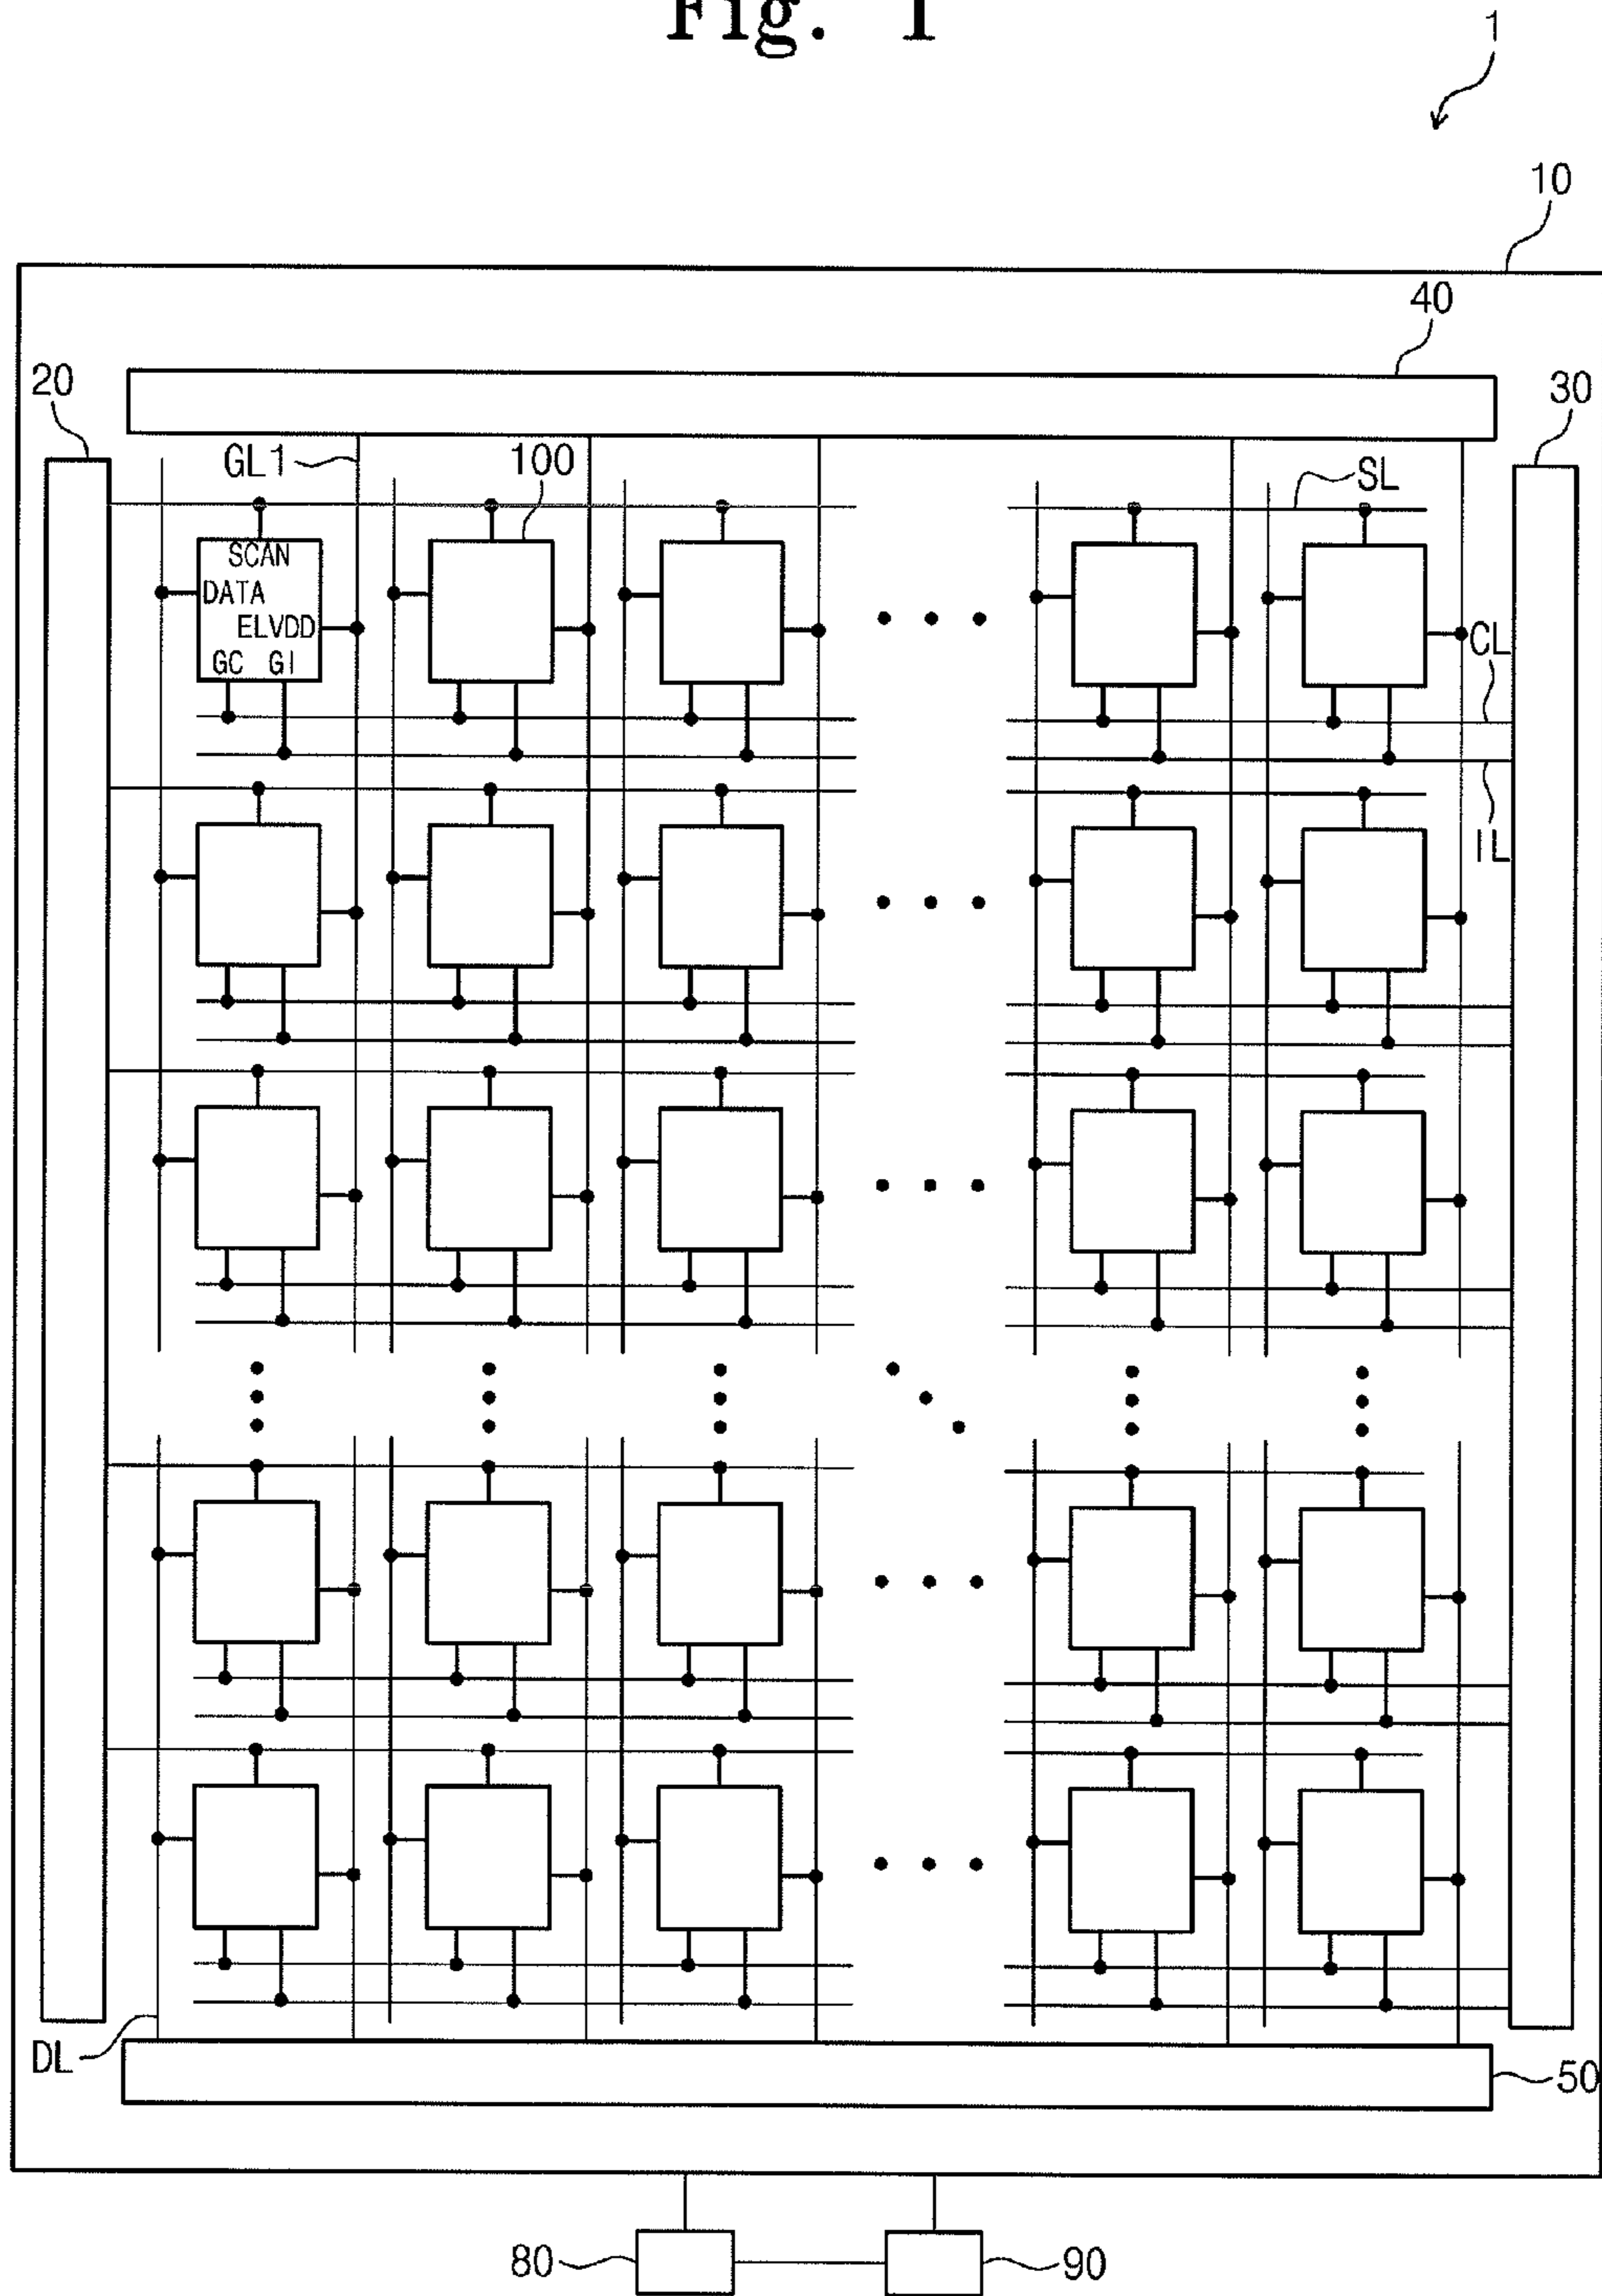 Fig. 1
1
10
40
20
30
GL1
100
SL
SCAN
DATA
ELVDD
GC GI
CL
IL
DL
50
80
90